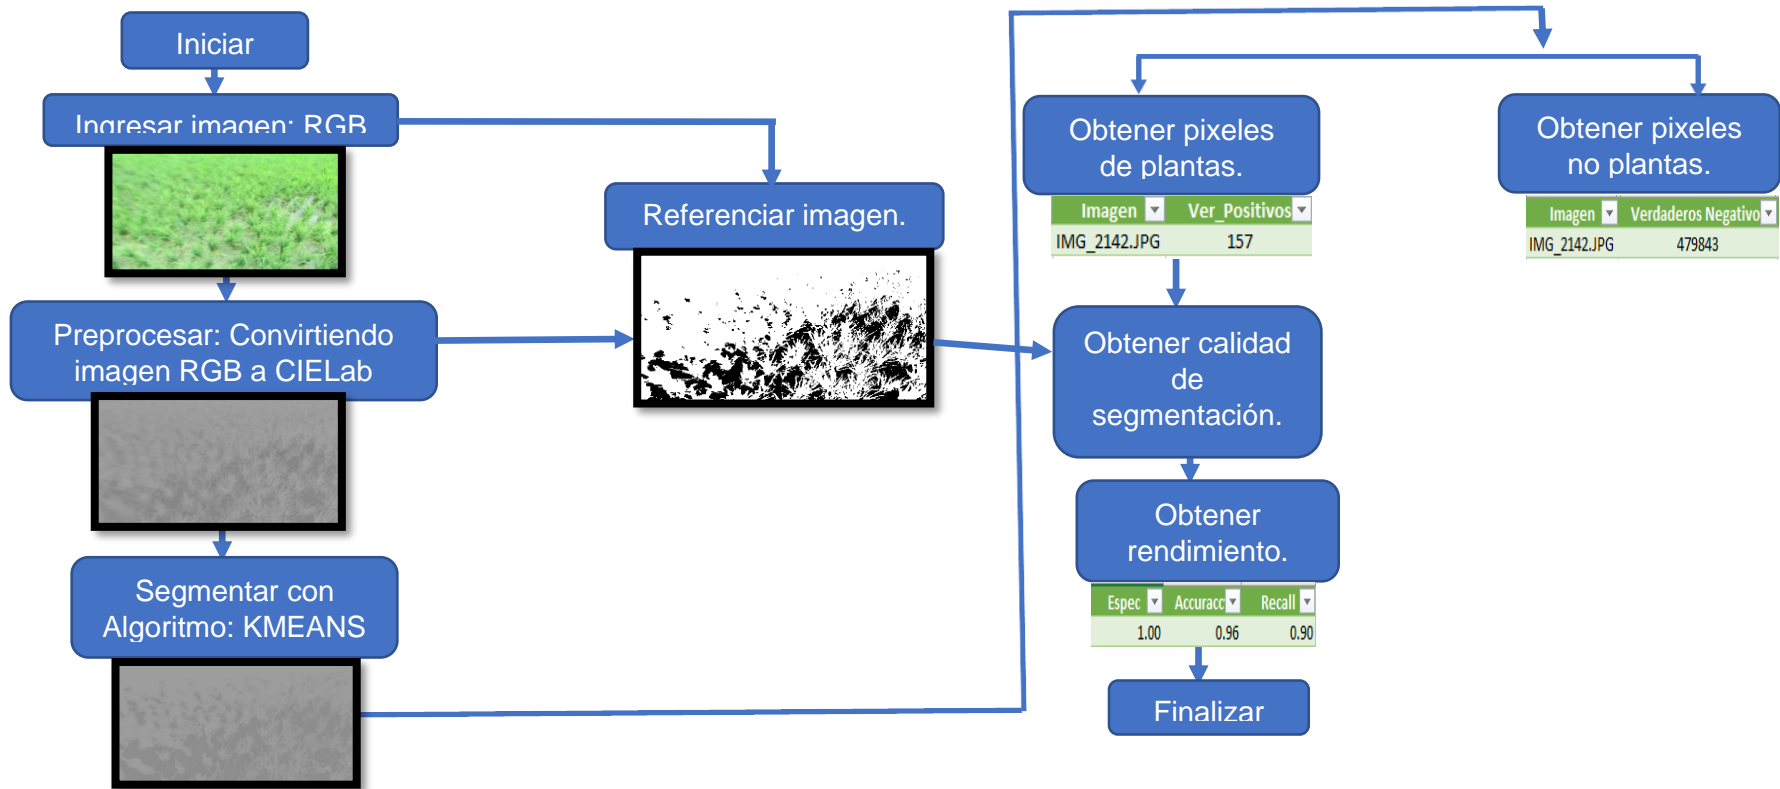 Iniciar
Ingresar imagen: RGB
Preprocesar: Convirtiendo
imagen RGB a CIELab
Segmentar con
Algoritmo: KMEANS
Referenciar imagen.
Obtener pixeles
de plantas.
Imagen Ver_Positivos
IMG_2142.JPG 157
Obtener pixeles
no plantas.
Imagen Verdaderos Negativo
IMG_2142.JPG 479843
Obtener calidad
de
segmentación.
Obtener
rendimiento.
Espec Accuracc Recall
1.00 0.96 0.90
Finalizar